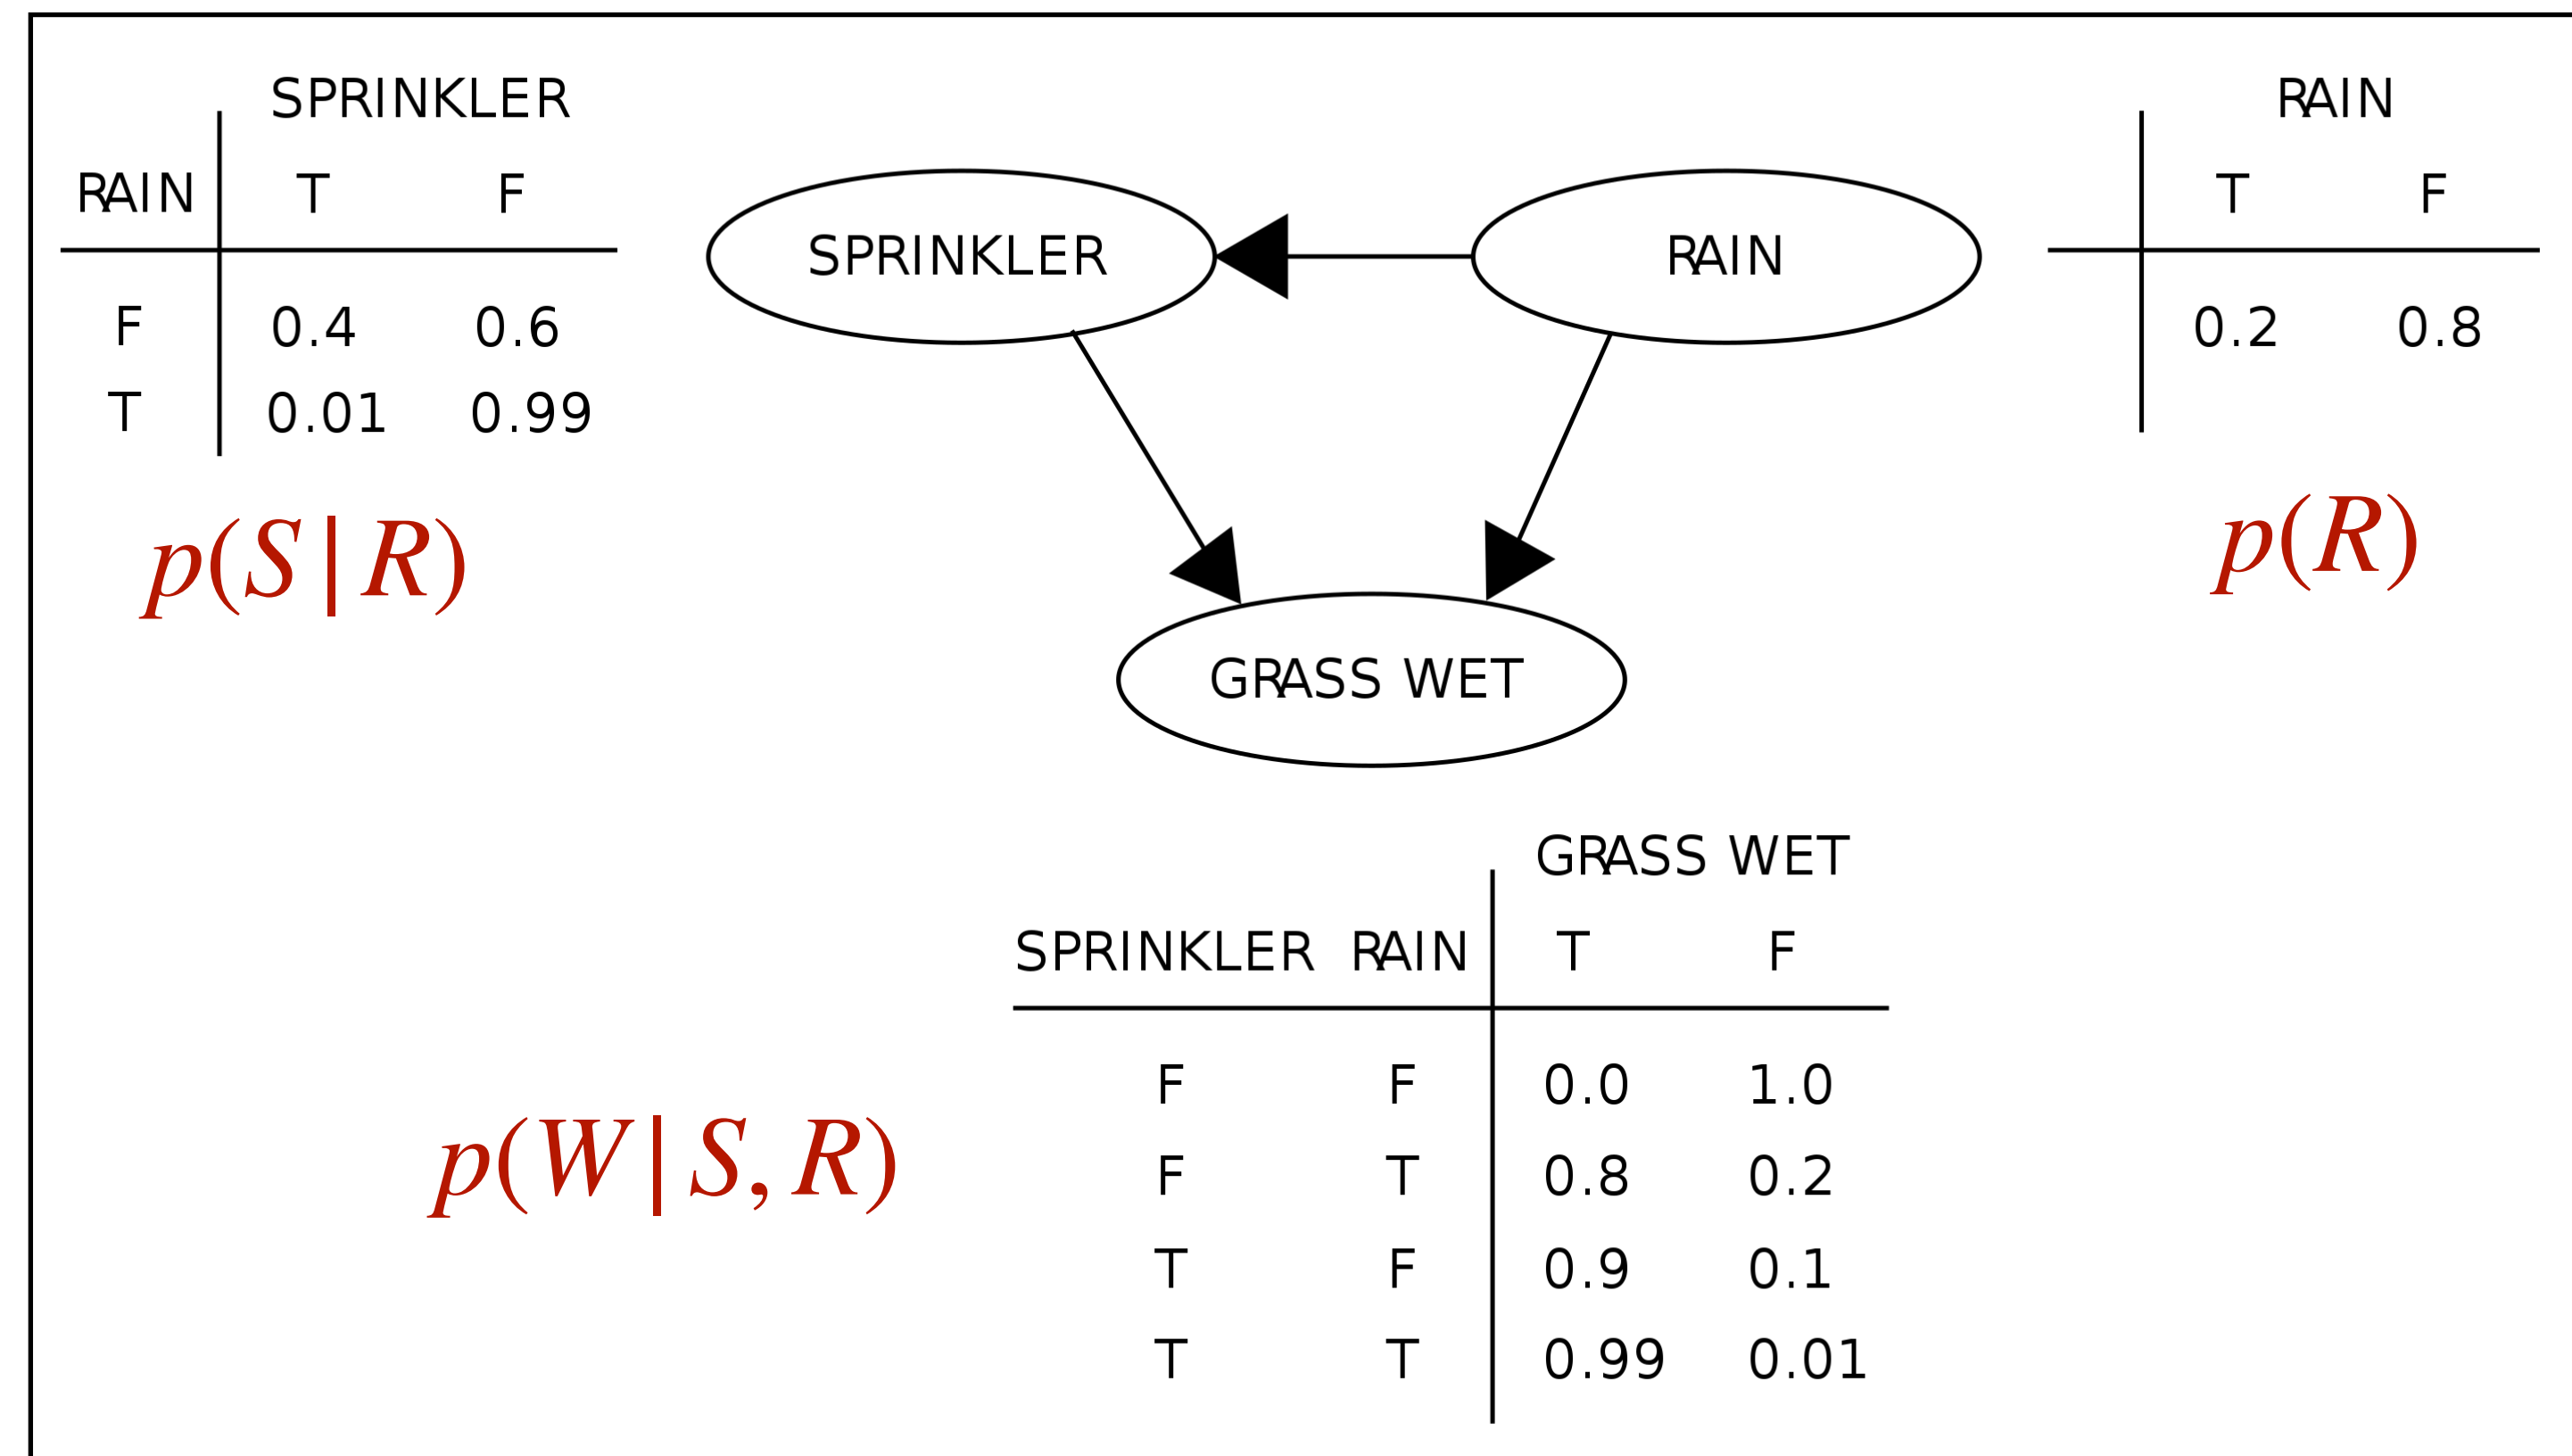 SPRINKLER
RAIN T F
F 0.4 0.6
T 0.01 0.99
p(S | R)
SPRINKLER
RAIN
RAIN
T F
0.2 0.8
p(R)
GRASS WET
GRASS WET
SPRINKLER RAIN T F
F F 0.0 1.0
F T 0.8 0.2
T F 0.9 0.1
T T 0.99 0.01
p(W | S, R)